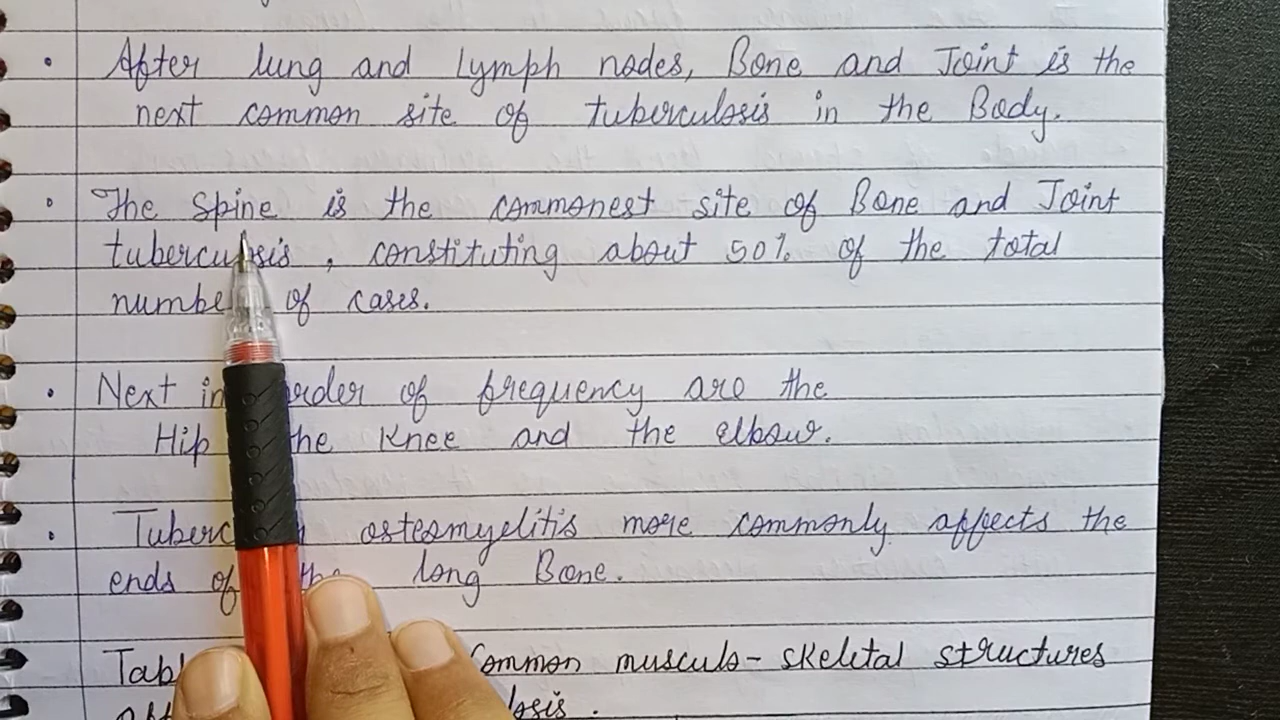 After lung and Lymph nodes, Bone and Joint is the
next common site of tuberculosis in the Body.
The Spine is the commonest site of Bone and Joint
tuberculosis, constituting about 50% of the total
number of cases.
Next in order of frequency are the
Hip the Knee and the elbow.
osteomyelitis more commonly affects the
ends of the long Bone.
Common musculo-skeletal structures